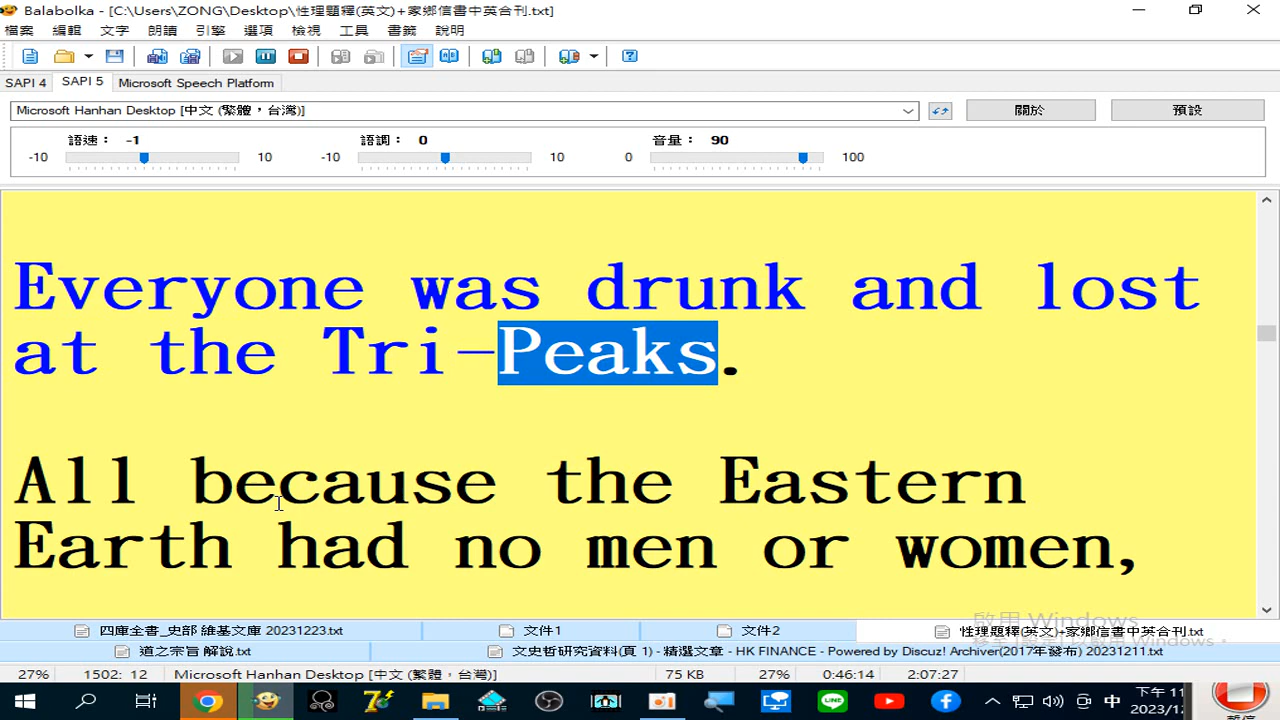 Balabolka - [C:\Users\ZONG\Desktop\性理題釋(英文)+家鄉信書中英合刊.txt]
檔案 編輯 文字 朗讀 引擎 選項 檢視 工具 書籤 說明
SAPI 4 SAPI 5 Microsoft Speech Platform
Microsoft Hanhan Desktop [中文 (繁體，台灣)] 關於 預設
語速： -1 語調： 0 音量： 90
-10 10 -10 10 0 100
Everyone was drunk and lost
at the Tri-Peaks.
All because the Eastern
Earth had no men or women,
啟用 Windows
四庫全書_史部 維基文庫 20231223.txt 文件1 文件2 性理題釋(英文)+家鄉信書中英合刊.txt
道之宗旨 解說.txt 文史哲研究資料(頁 1) - 精選文章 - HK FINANCE - Powered by Discuz! Archiver(2017年發布) 20231211.txt
27% 1502: 12 Microsoft Hanhan Desktop [中文 (繁體，台灣)] 75 KB 27% 0:46:14 2:07:27
中 下午 11
2023/12